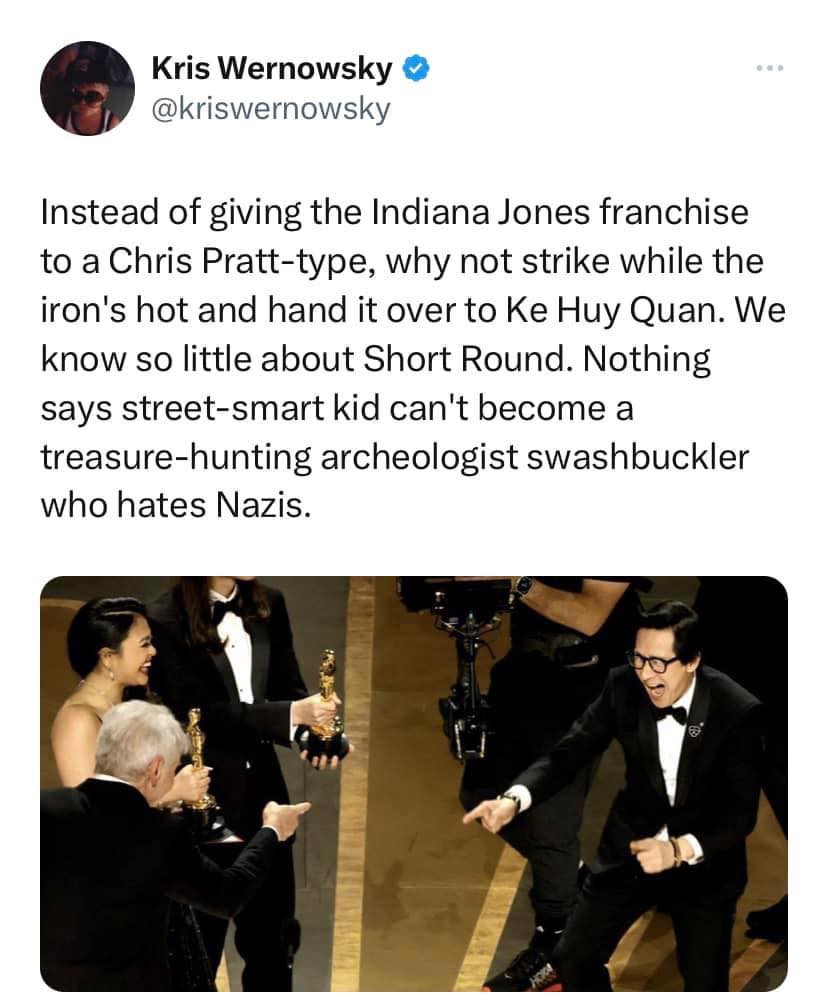 Kris Wernowsky
@kriswernowsky
Instead of giving the Indiana Jones franchise
to a Chris Pratt-type, why not strike while the
iron's hot and hand it over to Ke Huy Quan. We
know so little about Short Round. Nothing
says street-smart kid can't become a
treasure-hunting archeologist swashbuckler
who hates Nazis.